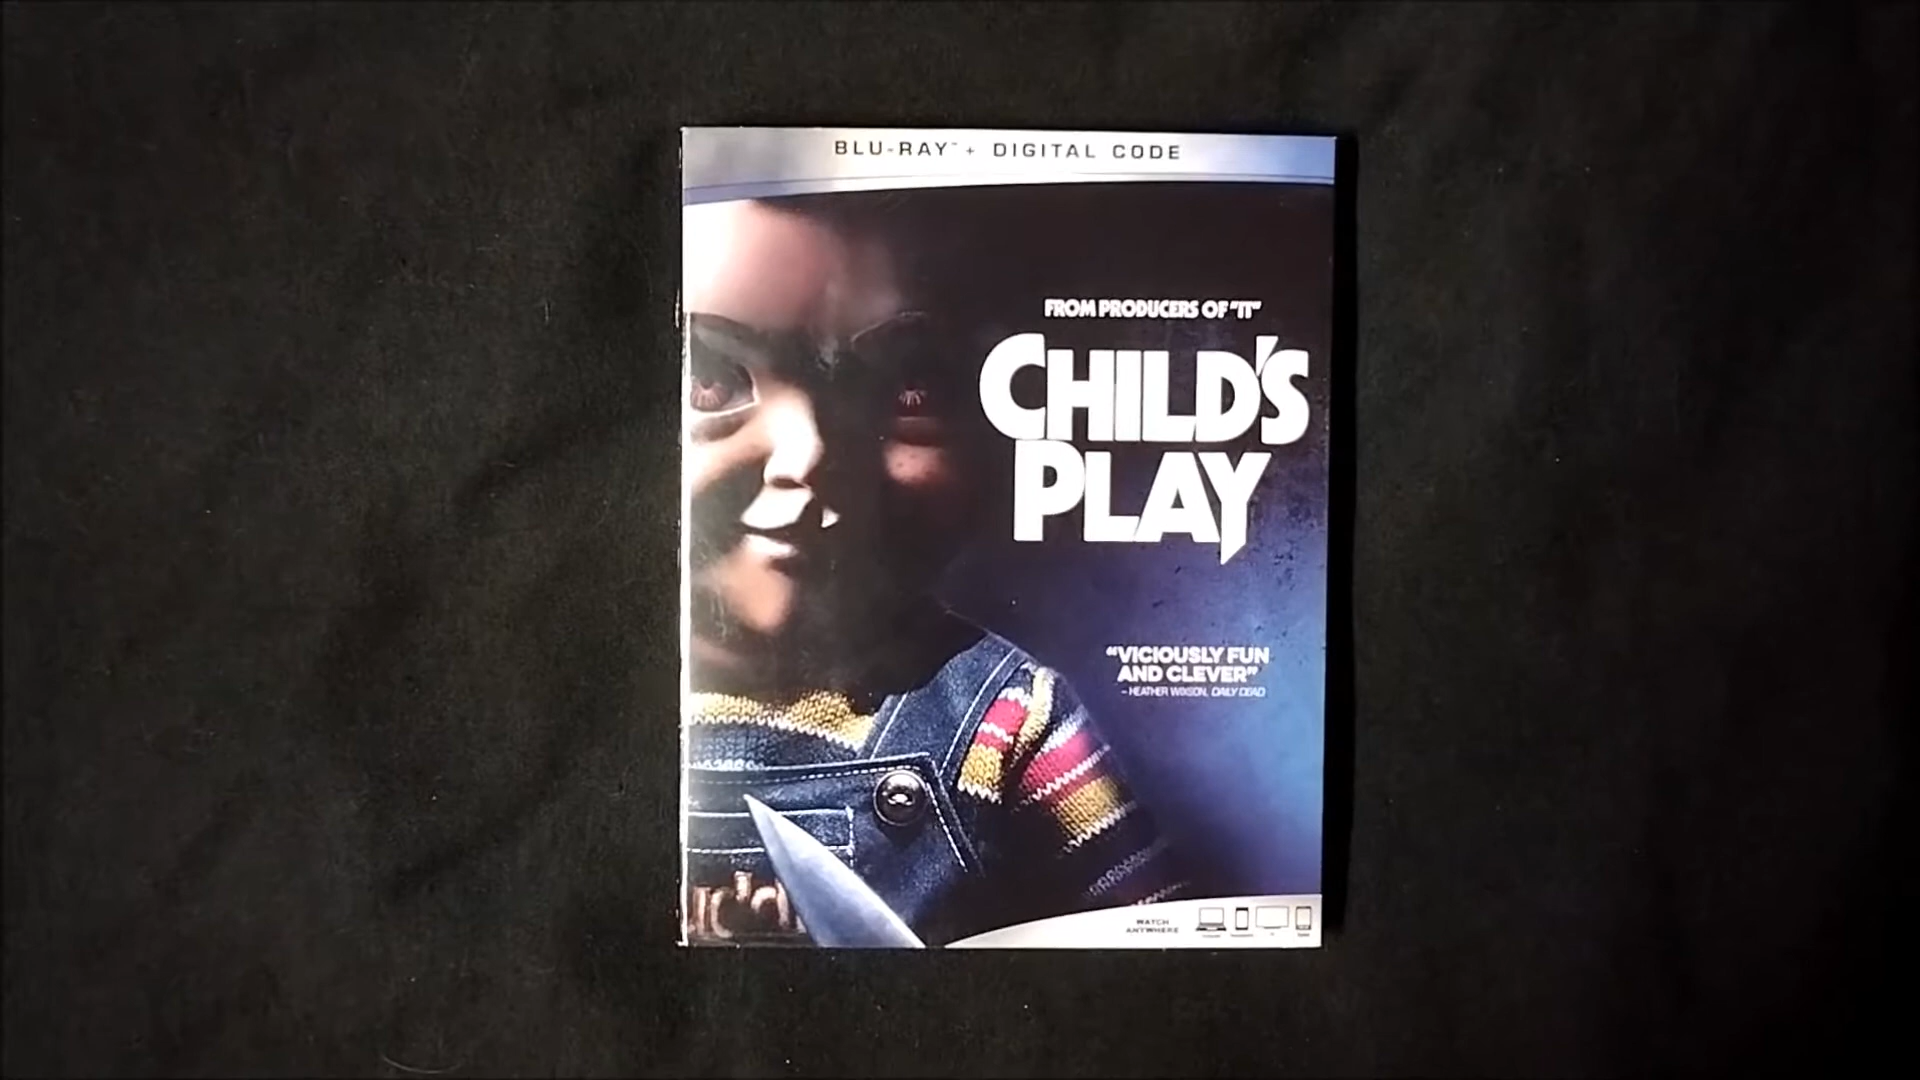 BLU-RAY™ + DIGITAL CODE
FROM PRODUCERS OF "IT"
CHILD'S
PLAY
“VICIOUSLY FUN
AND CLEVER”
– HEATHER WIXSON, DAILY DEAD
WATCH
ANYWHERE